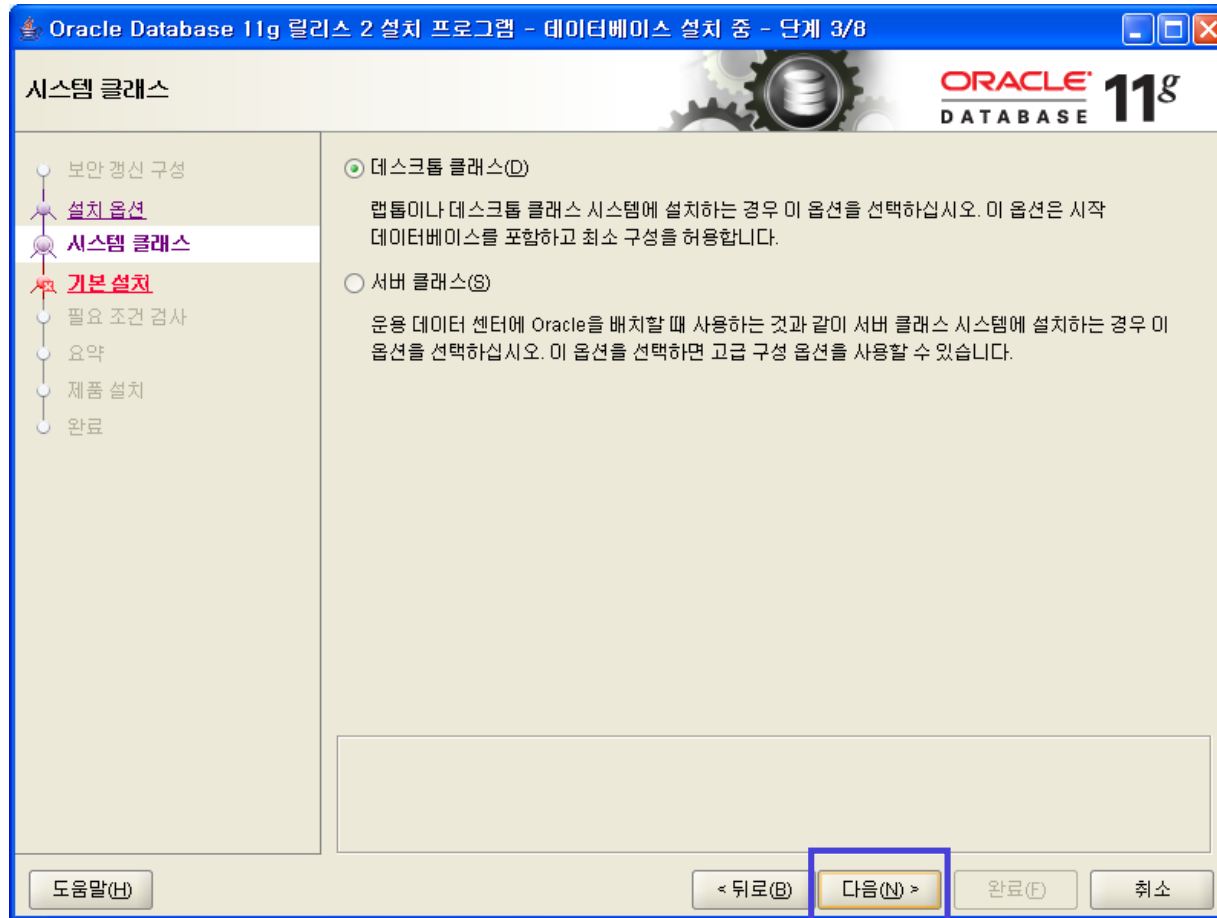 Oracle Database 11g 릴리스 2 설치 프로그램 - 데이터베이스 설치 중 - 단계 3/8
시스템 클래스
ORACLE DATABASE 11g
보안 갱신 구성
설치 옵션
시스템 클래스
기본 설치
필요 조건 검사
요약
제품 설치
완료
데스크톱 클래스(D)
랩톱이나 데스크톱 클래스 시스템에 설치하는 경우 이 옵션을 선택하십시오. 이 옵션은 시작
데이터베이스를 포함하고 최소 구성을 허용합니다.
서버 클래스(S)
운용 데이터 센터에 Oracle을 배치할 때 사용하는 것과 같이 서버 클래스 시스템에 설치하는 경우 이
옵션을 선택하십시오. 이 옵션을 선택하면 고급 구성 옵션을 사용할 수 있습니다.
도움말(H) < 뒤로(B) 다음(N) > 완료(F) 취소